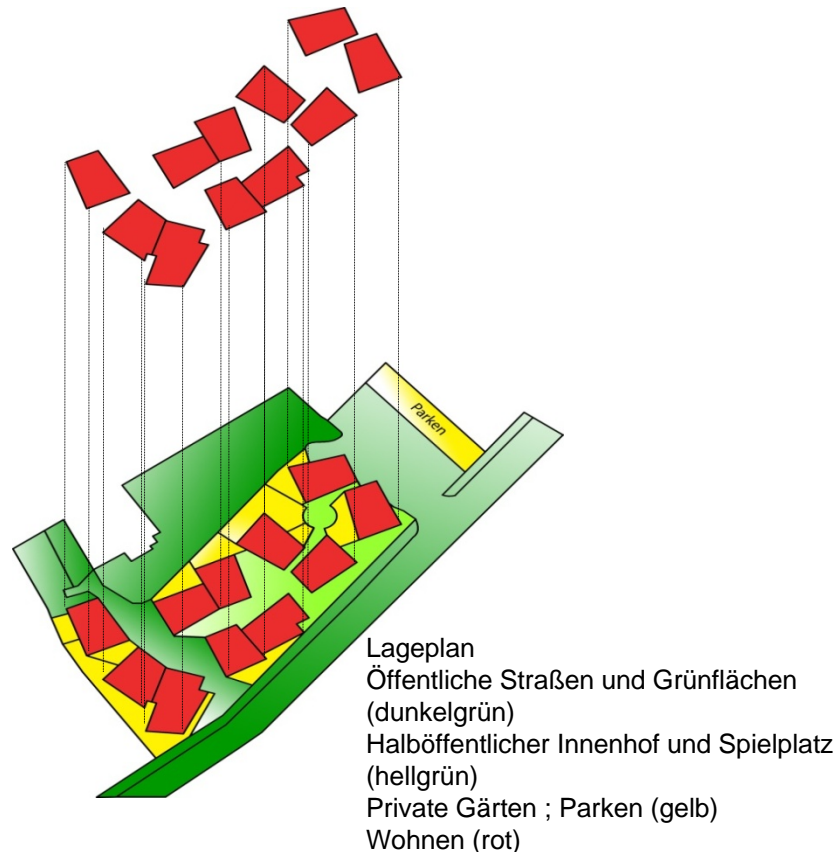 Parken
Lageplan
Öffentliche Straßen und Grünflächen
(dunkelgrün)
Halböffentlicher Innenhof und Spielplatz
(hellgrün)
Private Gärten ; Parken (gelb)
Wohnen (rot)